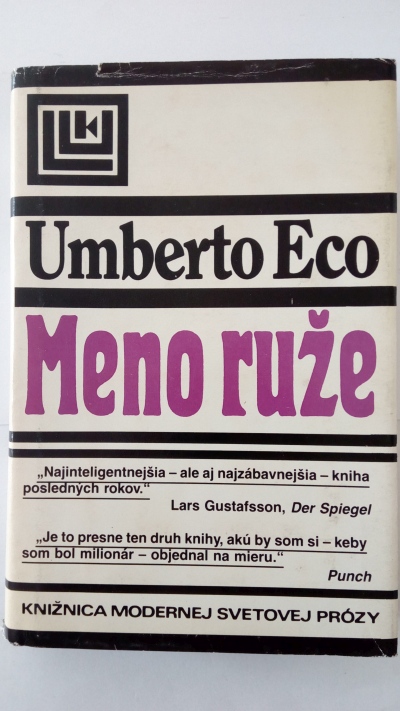 Umberto Eco
Meno ruže
„Najinteligentnejšia – ale aj najzábavnejšia – kniha
posledných rokov.“
Lars Gustafsson, Der Spiegel
„Je to presne ten druh knihy, akú by som si – keby
som bol milionár – objednal na mieru.“
Punch
KNIŽNICA MODERNEJ SVETOVEJ PRÓZY